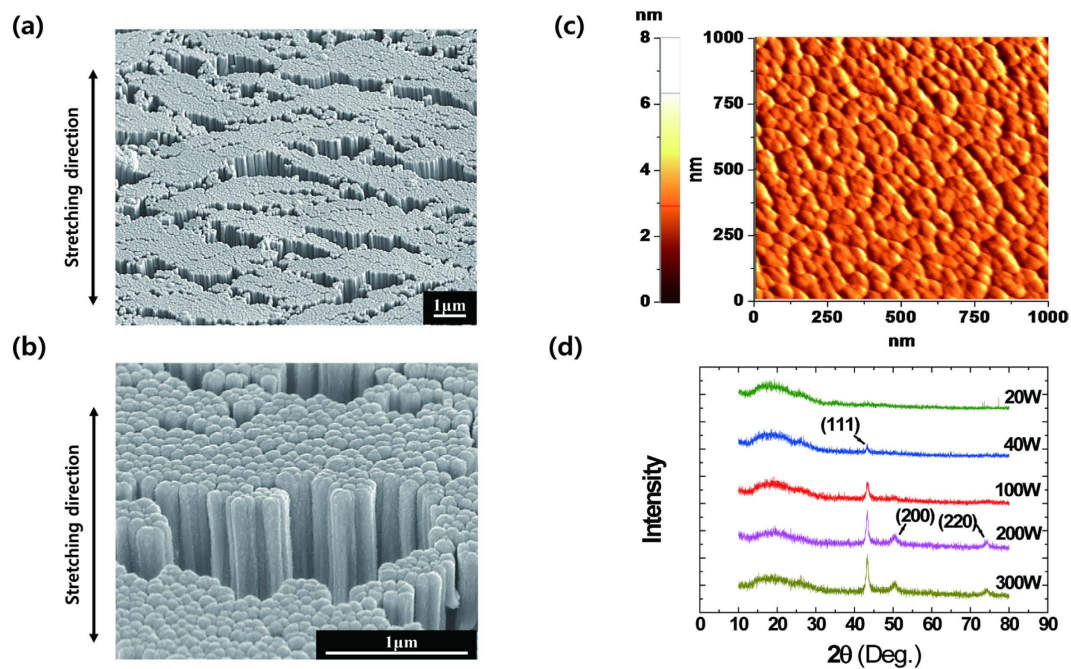 (a)
Stretching direction
1μm
(b)
Stretching direction
1μm
(c)
nm
8
6
4
2
0
nm
1000
750
500
250
0
0
250
500
750
1000
nm
(d)
Intensity
20W
(111)
40W
100W
(200)
(220)
200W
300W
0
10
20
30
40
50
60
70
80
90
2θ (Deg.)